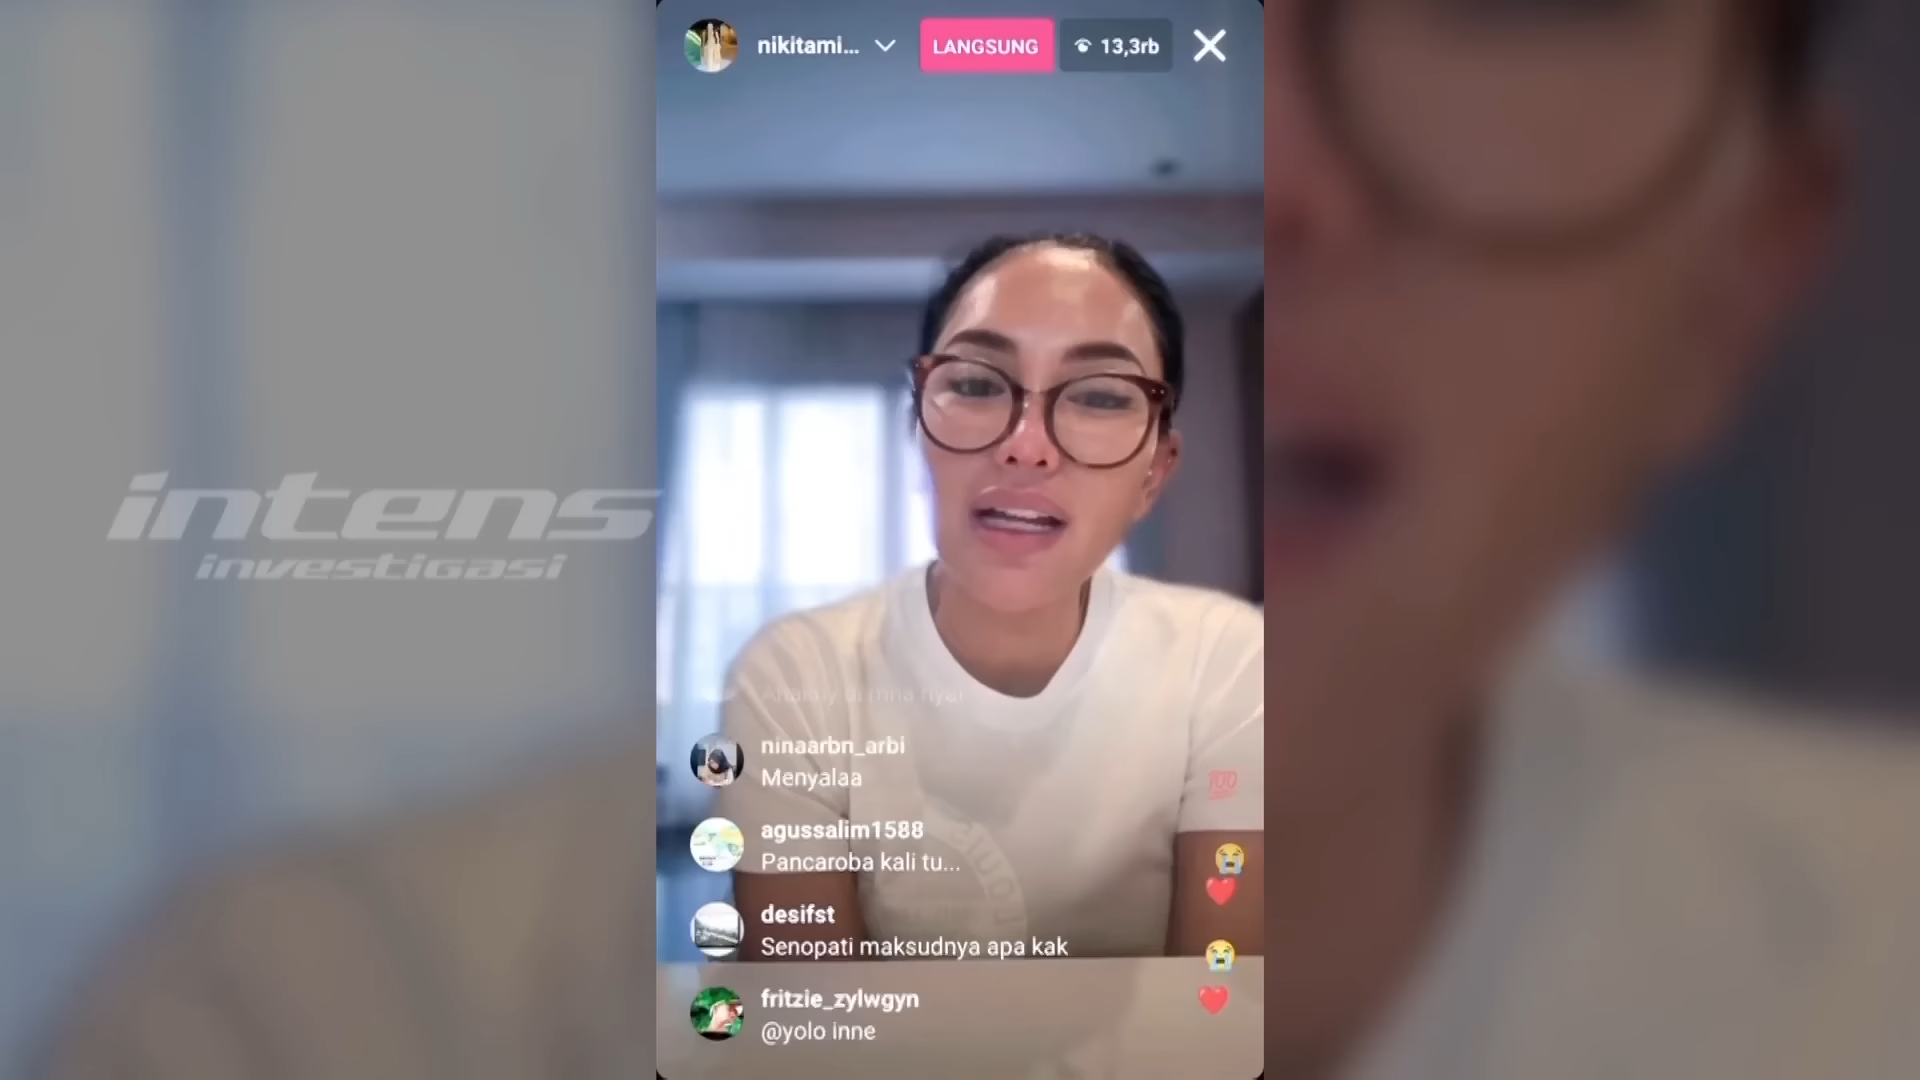 nikitami...
LANGSUNG
13,3rb
intens
investigasi
ninaarbn_arbi
Menyalaa
agussalim1588
Pancaroba kali tu...
desifst
Senopati maksudnya apa kak
fritzie_zylwgyn
@yolo inne
100